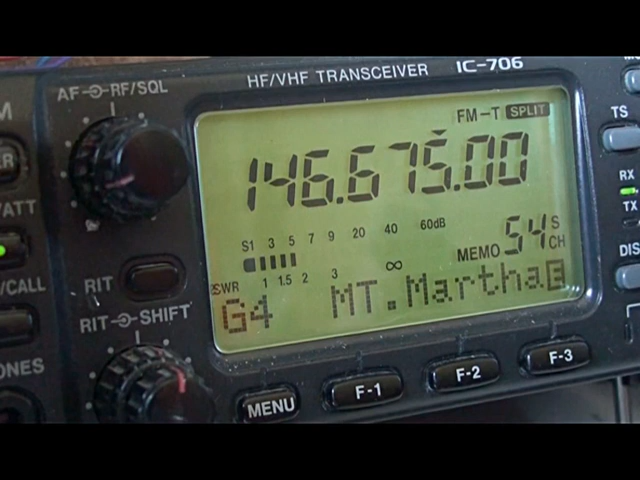 HF/VHF TRANSCEIVER IC-706
AF RF/SQL
TS
FM-T SPLIT
146.675.00
RX
TX
S1 3 5 7 9 20 40 60dB
MEMO 54 S CH
SWR 1 1.5 2 3 ∞
G4 MT.Martha E
/ATT
/CALL
RIT
RIT SHIFT
ONES
DIS
MENU F-1 F-2 F-3